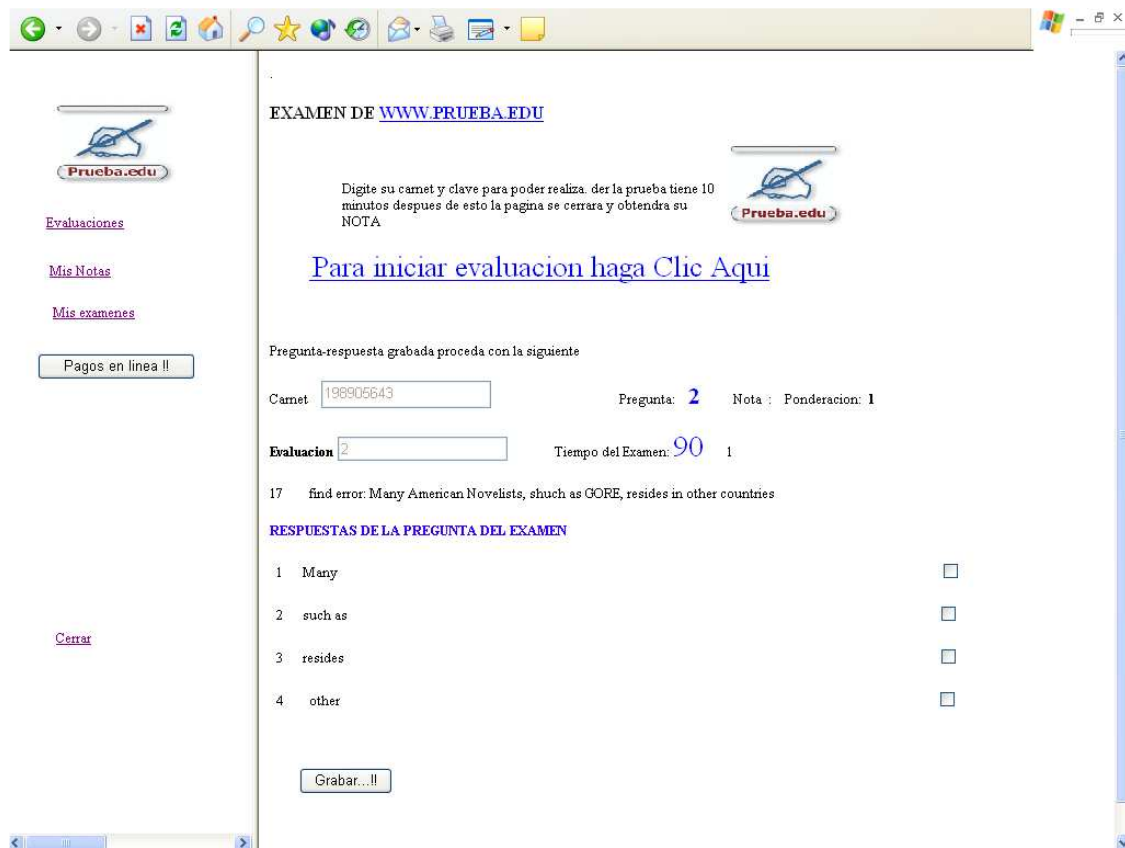 Prueba.edu
Evaluaciones
Mis Notas
Mis examenes
Pagos en linea !!
Cerrar
.
EXAMEN DE WWW.PRUEBA.EDU
Digite su carnet y clave para poder realiza. der la prueba tiene 10
minutos despues de esto la pagina se cerrara y obtendra su
NOTA
Prueba.edu
Para iniciar evaluacion haga Clic Aqui
Pregunta-respuesta grabada proceda con la siguiente
Carnet 198905643 Pregunta: 2 Nota : Ponderacion: 1
Evaluacion 2 Tiempo del Examen: 90 1
17 find error: Many American Novelists, shuch as GORE, resides in other countries
RESPUESTAS DE LA PREGUNTA DEL EXAMEN
1 Many
2 such as
3 resides
4 other
Grabar...!!